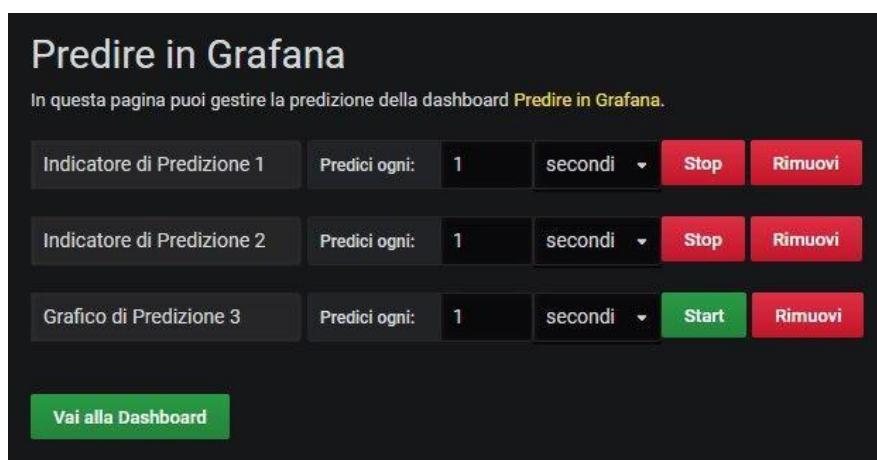 Predire in Grafana
In questa pagina puoi gestire la predizione della dashboard Predire in Grafana.
Indicatore di Predizione 1 Predici ogni: 1 secondi Stop Rimuovi
Indicatore di Predizione 2 Predici ogni: 1 secondi Stop Rimuovi
Grafico di Predizione 3 Predici ogni: 1 secondi Start Rimuovi
Vai alla Dashboard